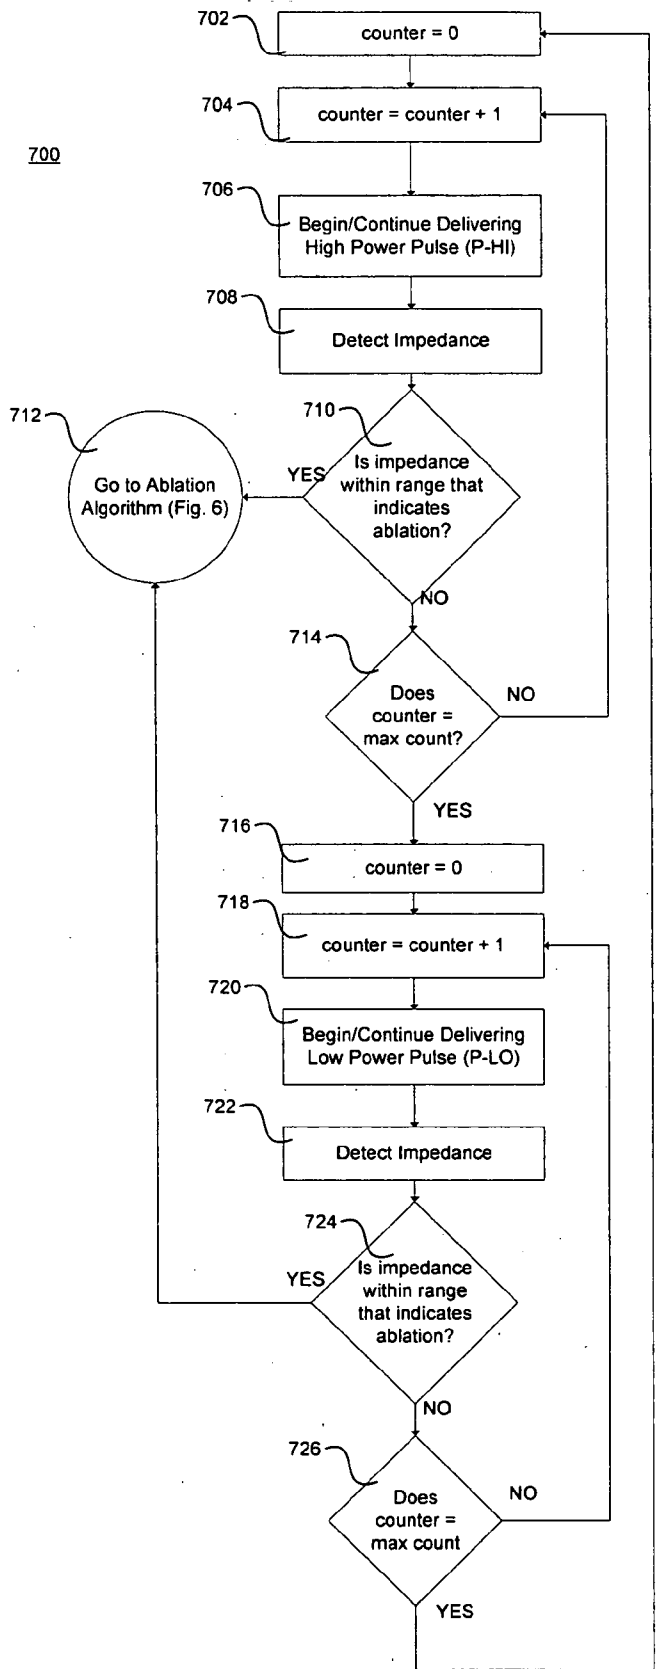 702
counter = 0
704
counter = counter + 1
700
706
Begin/Continue Delivering
High Power Pulse (P-HI)
708
Detect Impedance
710
712
YES
Is impedance
within range that
indicates
ablation?
Go to Ablation
Algorithm (Fig. 6)
NO
714
Does
counter =
max count?
NO
YES
716
counter = 0
718
counter = counter + 1
720
Begin/Continue Delivering
Low Power Pulse (P-LO)
722
Detect Impedance
724
YES
Is impedance
within range
that indicates
ablation?
NO
726
Does
counter =
max count
NO
YES